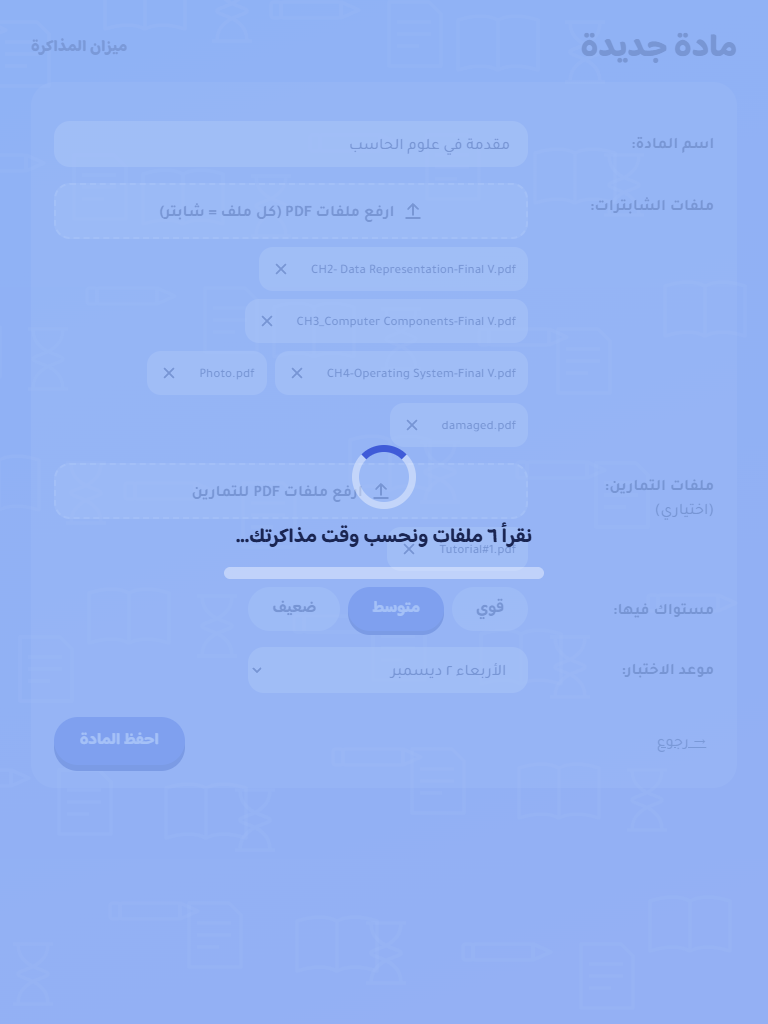 مادة جديدة
ميزان المذاكرة
اسم المادة:
مقدمة في علوم الحاسب
ملفات الشابترات:
ارفع ملفات PDF (كل ملف = شابتر)
CH2- Data Representation-Final V.pdf
CH3_Computer Components-Final V.pdf
CH4-Operating System-Final V.pdf
Photo.pdf
damaged.pdf
ملفات التمارين:
(اختياري)
ارفع ملفات PDF للتمارين
نقرأ ٦ ملفات ونحسب وقت مذاكرتك...
Tutorial#1.pdf
مستواك فيها:
قوي
متوسط
ضعيف
موعد الاختبار:
الأربعاء ٢ ديسمبر
→ رجوع
احفظ المادة